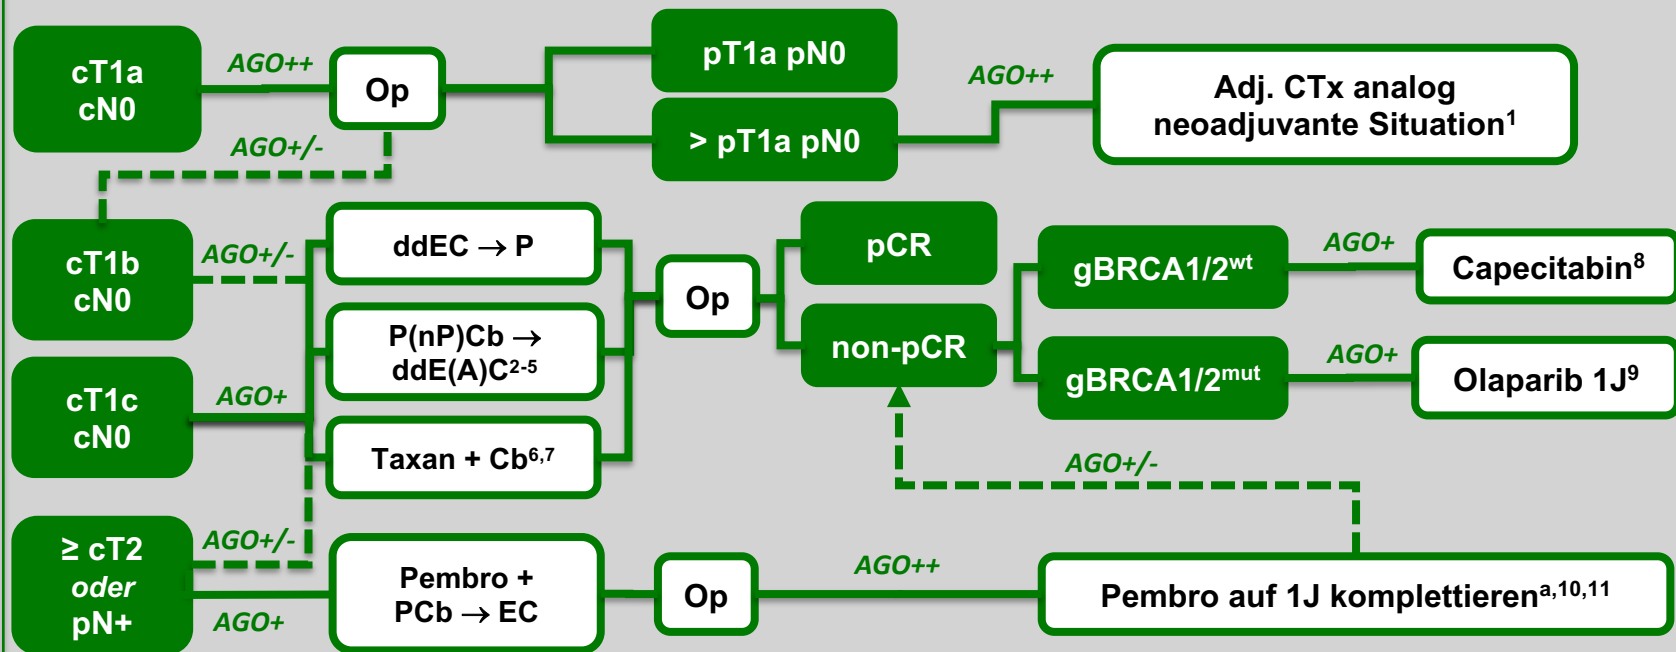 cT1a
cN0
AGO++
Op
pT1a pN0
> pT1a pN0
AGO++
Adj. CTx analog
neoadjuvante Situation¹
AGO+/-
cT1b
cN0
AGO+/-
cT1c
cN0
AGO+
ddEC → P
P(nP)Cb →
ddE(A)C²⁻⁵
Taxan + Cb⁶,⁷
Op
pCR
non-pCR
gBRCA1/2ʷᵗ
AGO+
Capecitabin⁸
gBRCA1/2ᵐᵘᵗ
AGO+
Olaparib 1J⁹
AGO+/-
≥ cT2
oder
pN+
AGO+/-
AGO+
Pembro +
PCb → EC
Op
AGO++
Pembro auf 1J komplettierenᵃ,¹⁰,¹¹